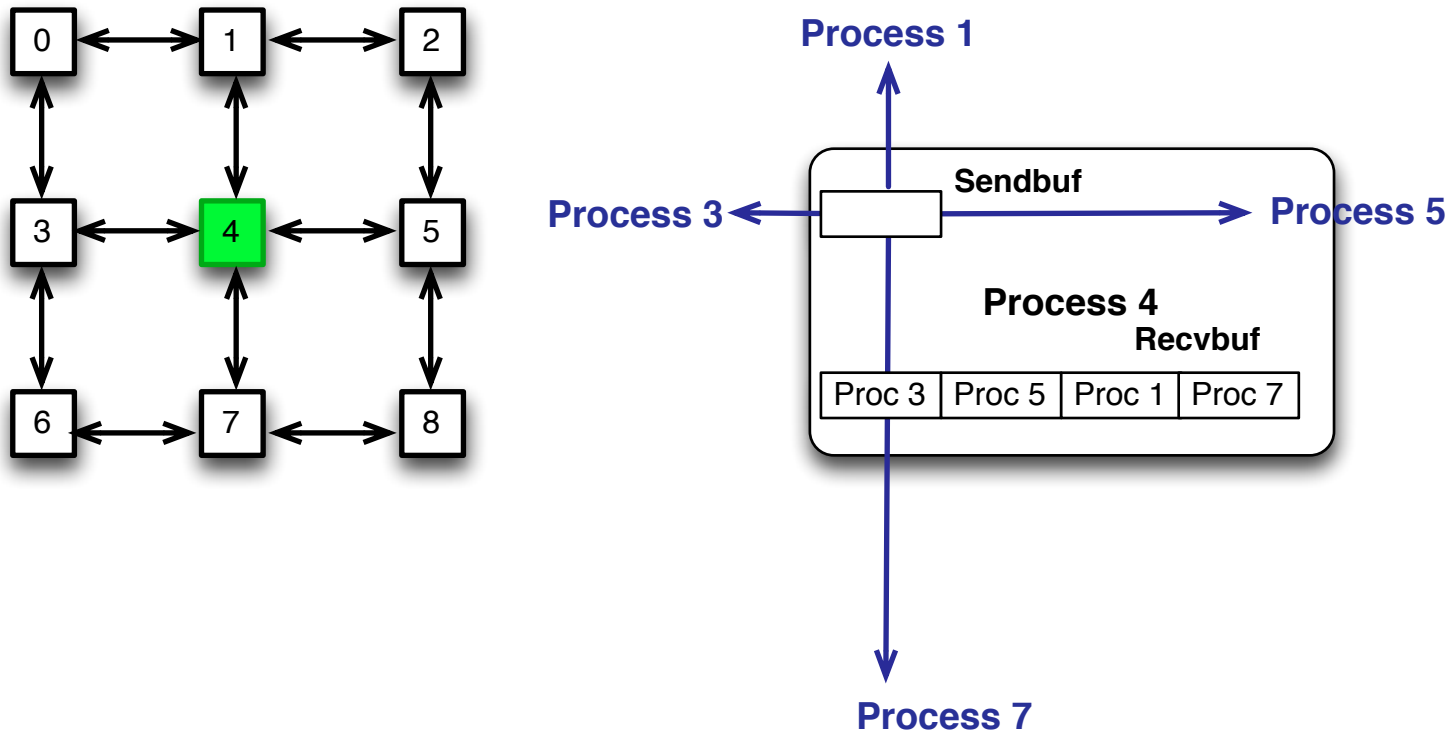 0 1 2
3 4 5
6 7 8
Process 1
Sendbuf
Process 3
Process 5
Process 4
Recvbuf
Proc 3 Proc 5 Proc 1 Proc 7
Process 7